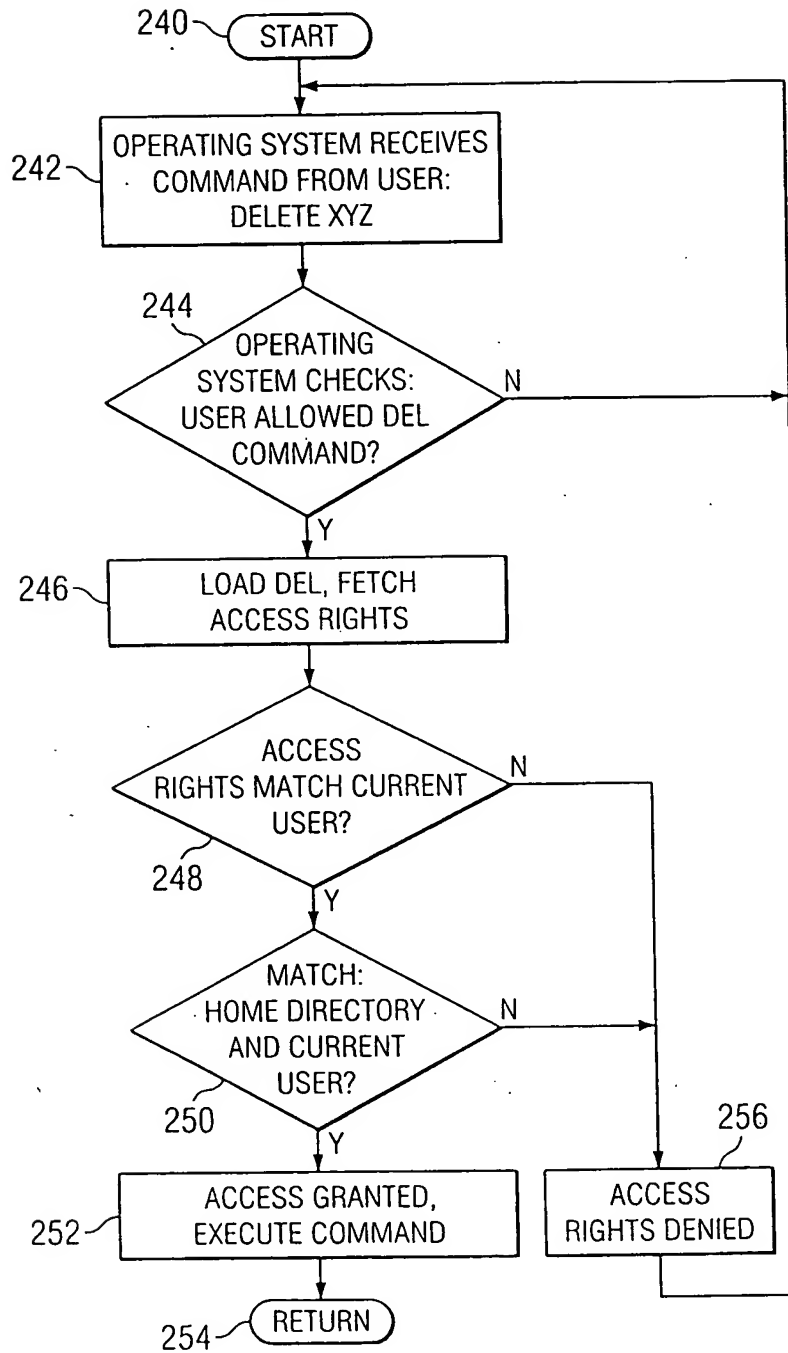 240
START
242
OPERATING SYSTEM RECEIVES
COMMAND FROM USER:
DELETE XYZ
244
OPERATING
SYSTEM CHECKS:
USER ALLOWED DEL
COMMAND?
N
Y
246
LOAD DEL, FETCH
ACCESS RIGHTS
ACCESS
RIGHTS MATCH CURRENT
USER?
N
248
Y
MATCH:
HOME DIRECTORY
AND CURRENT
USER?
N
250
Y
256
252
ACCESS GRANTED,
EXECUTE COMMAND
ACCESS
RIGHTS DENIED
254
RETURN